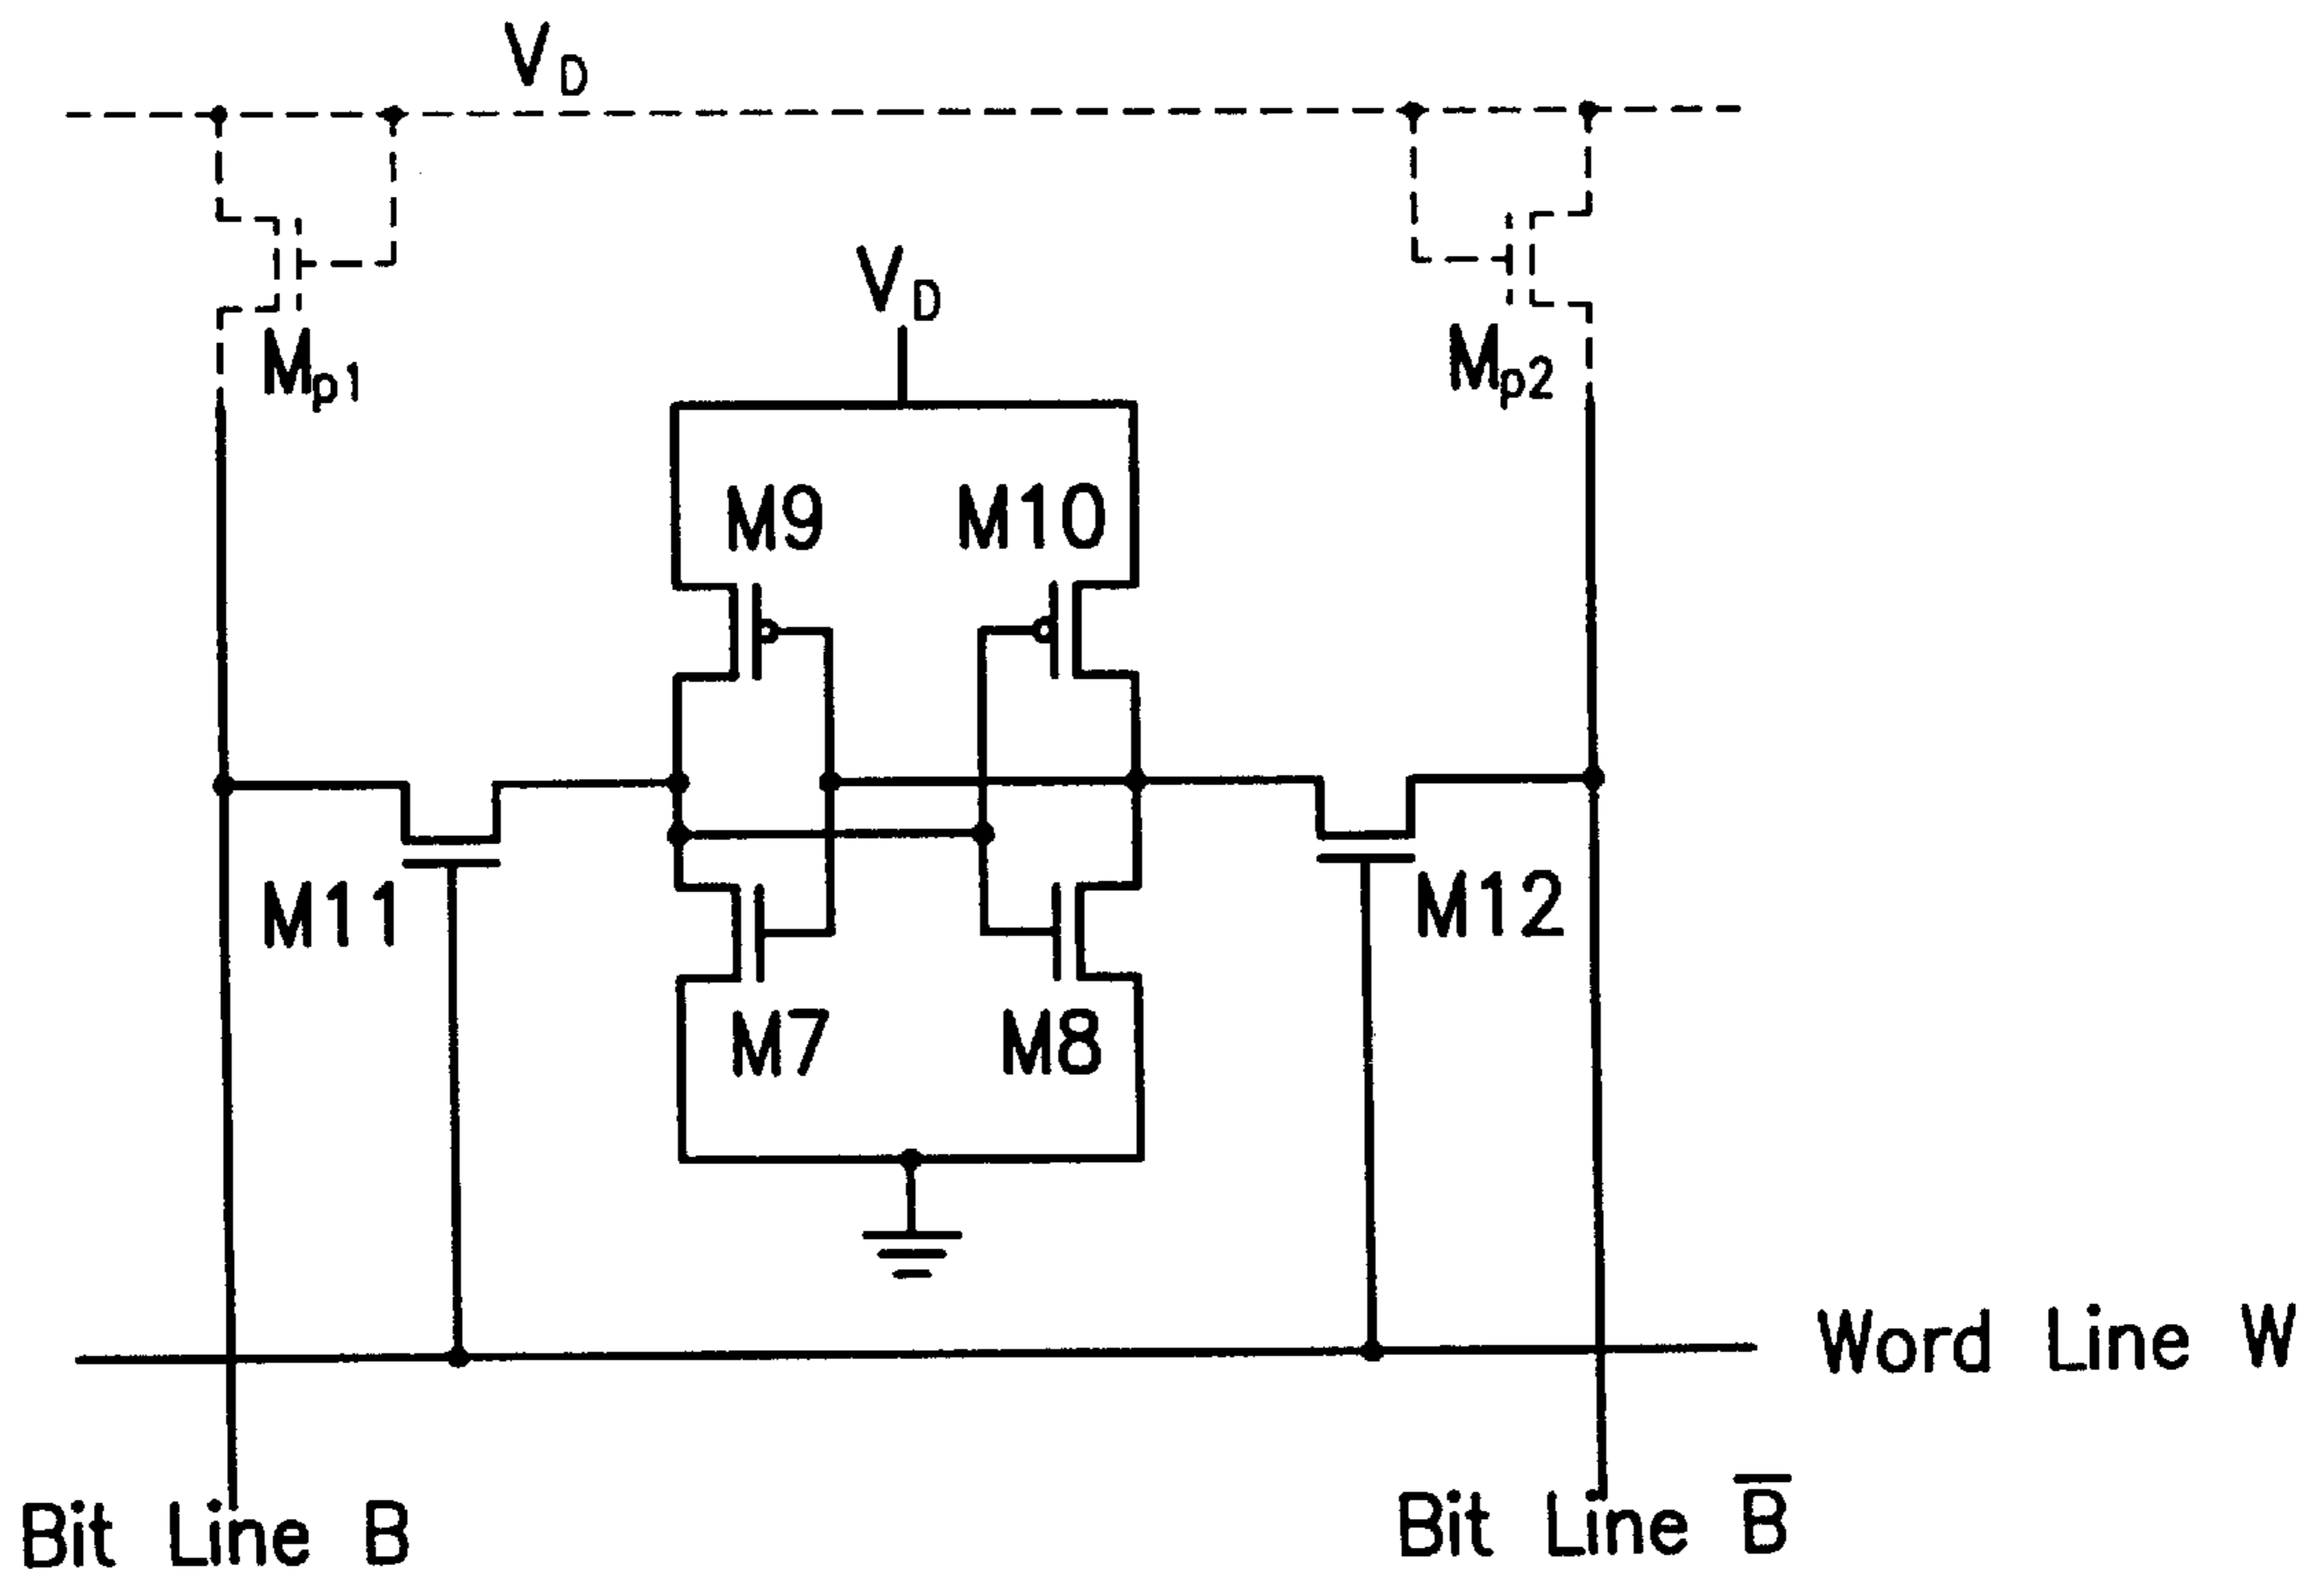 V_D
M_p1
V_D
M_p2
M9
M10
M11
M12
M7
M8
Word Line W
Bit Line B
Bit Line B̅